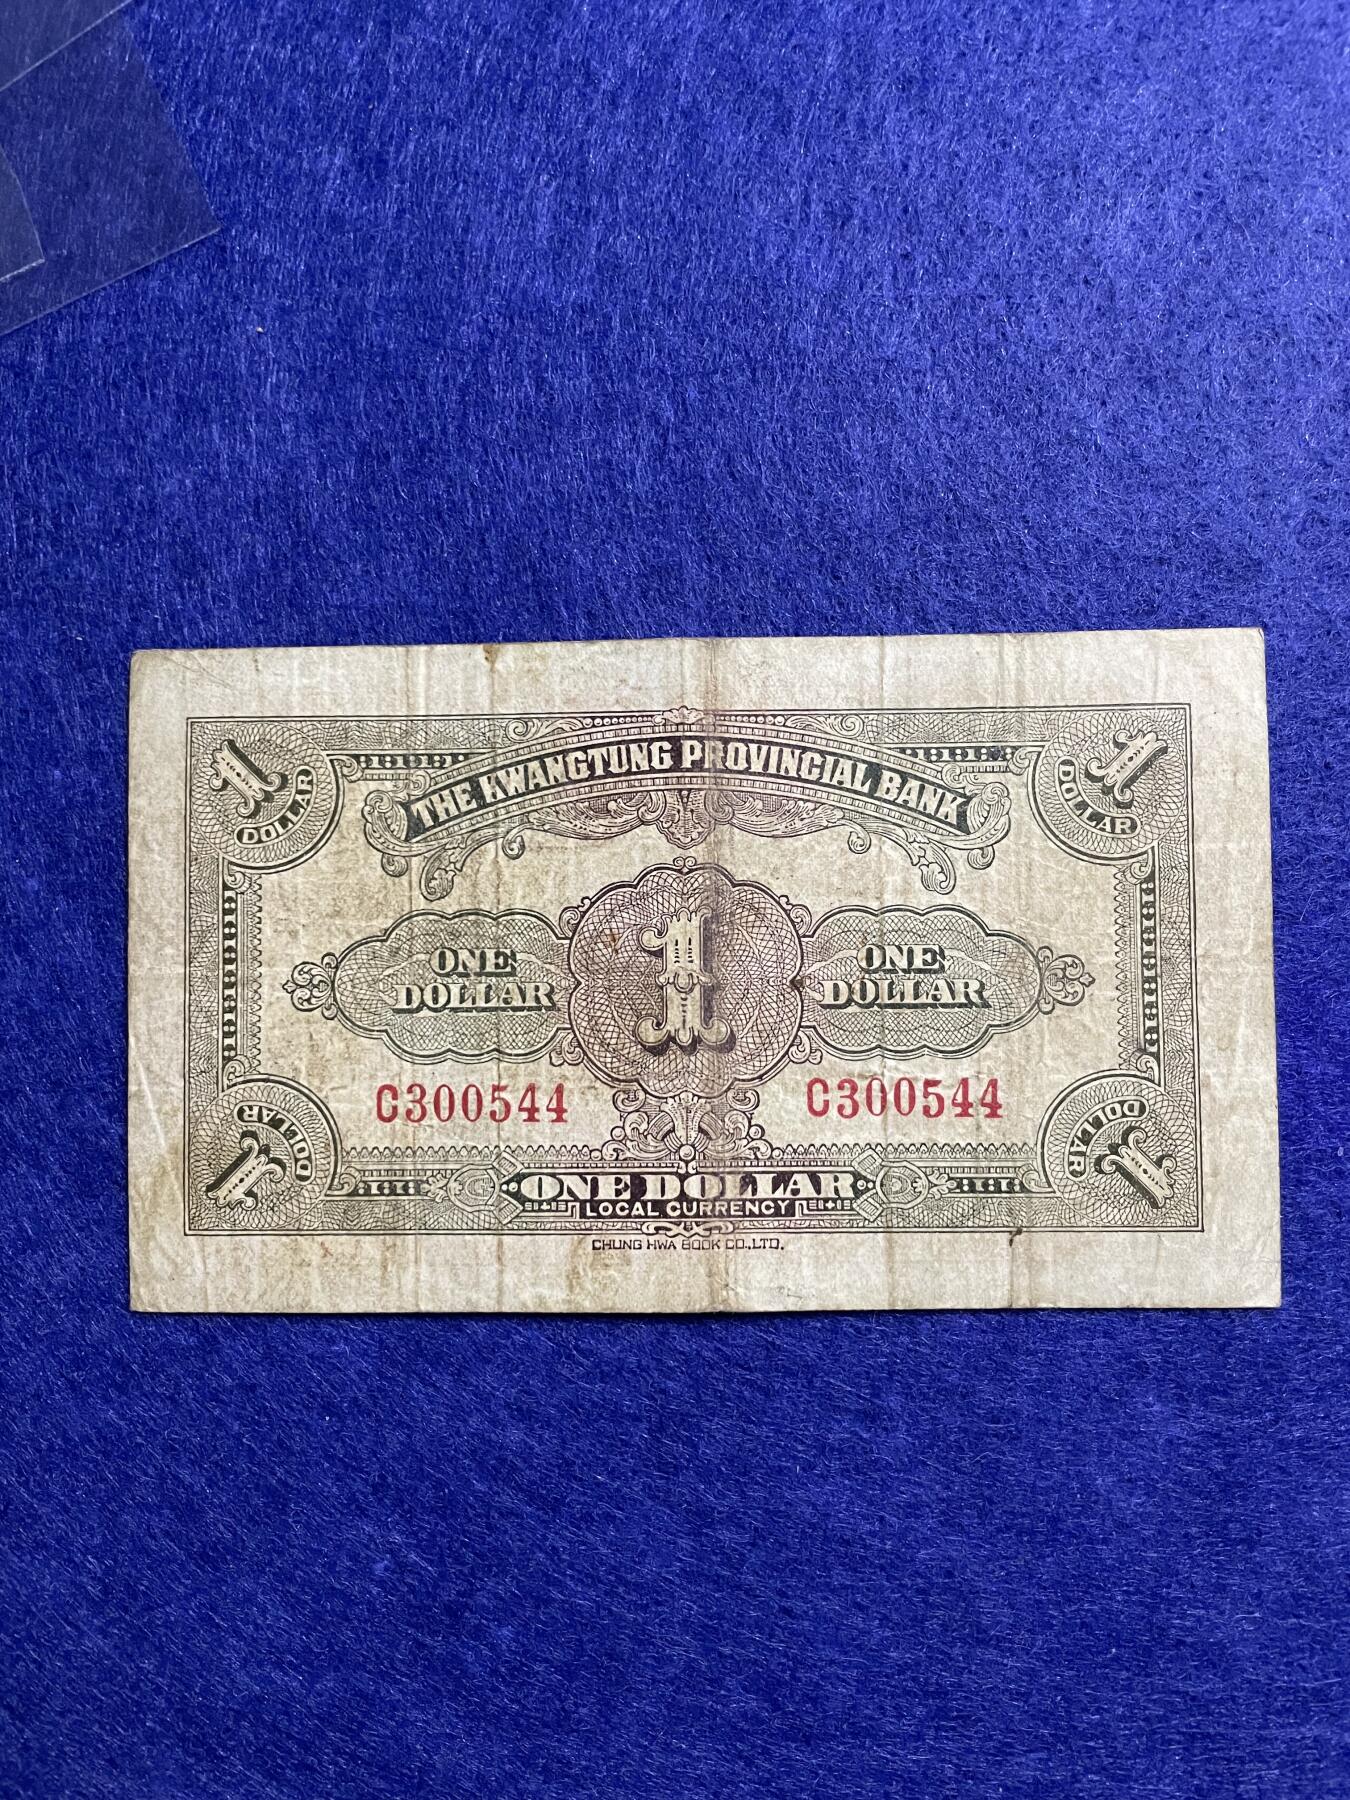 THE KWANGTUNG PROVINCIAL BANK
1
DOLLAR
1
DOLLAR
ONE
DOLLAR
1
ONE
DOLLAR
C300544
C300544
1
DOLLAR
1
DOLLAR
ONE DOLLAR
LOCAL CURRENCY
CHUNG HWA BOOK CO.,LTD.